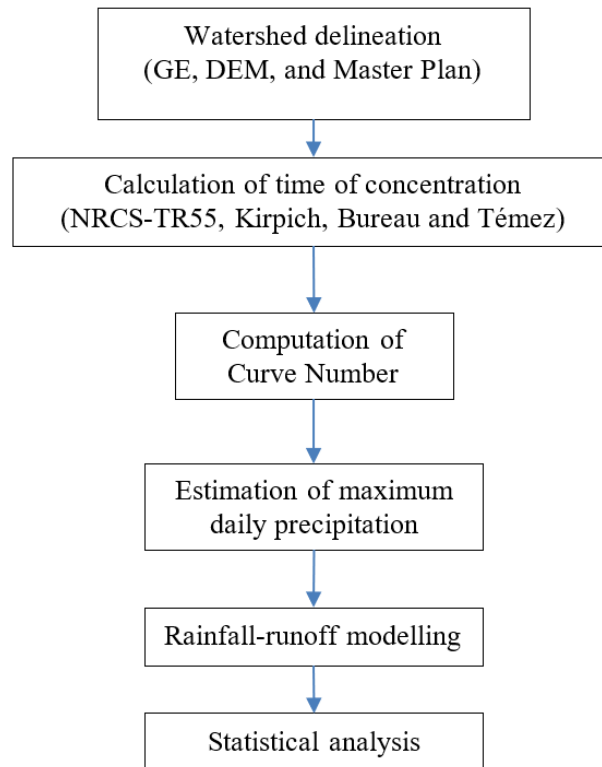 Watershed delineation
(GE, DEM, and Master Plan)
Calculation of time of concentration
(NRCS-TR55, Kirpich, Bureau and Témez)
Computation of
Curve Number
Estimation of maximum
daily precipitation
Rainfall-runoff modelling
Statistical analysis